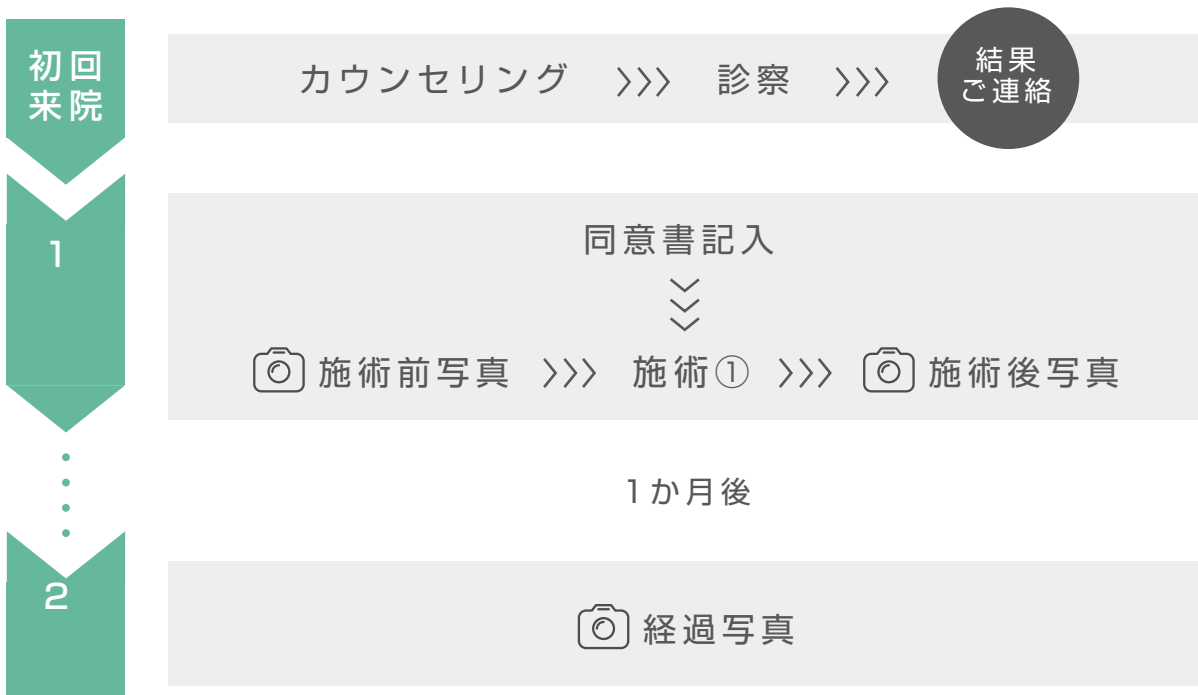 初回
来院
カウンセリング 〉〉〉 診察 〉〉〉
結果
ご連絡
1
同意書記入
施術前写真 〉〉〉 施術① 〉〉〉 施術後写真
1か月後
2
経過写真